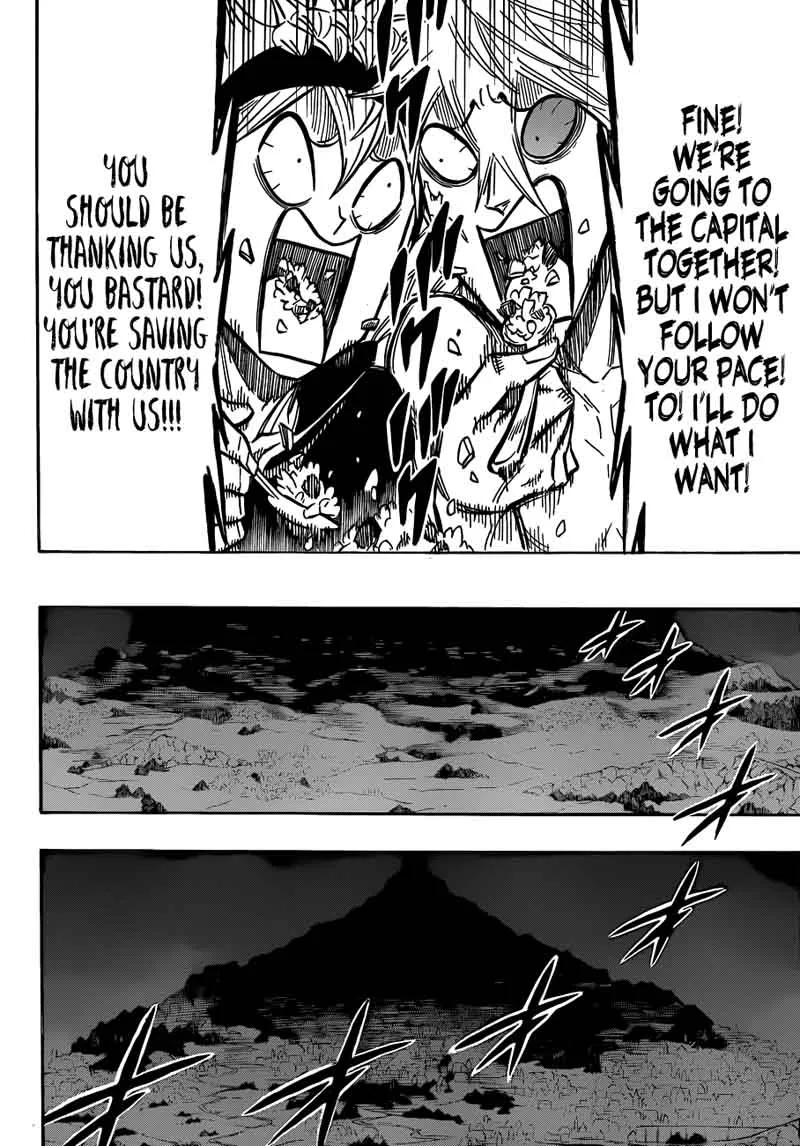 FINE!
WE'RE
GOING TO
THE CAPITAL
TOGETHER!
BUT I WON'T
FOLLOW
YOUR PACE!
TO! I'LL DO
WHAT I
WANT!
YOU
SHOULD BE
THANKING US,
YOU BASTARD!
YOU'RE SAVING
THE COUNTRY
WITH US!!!